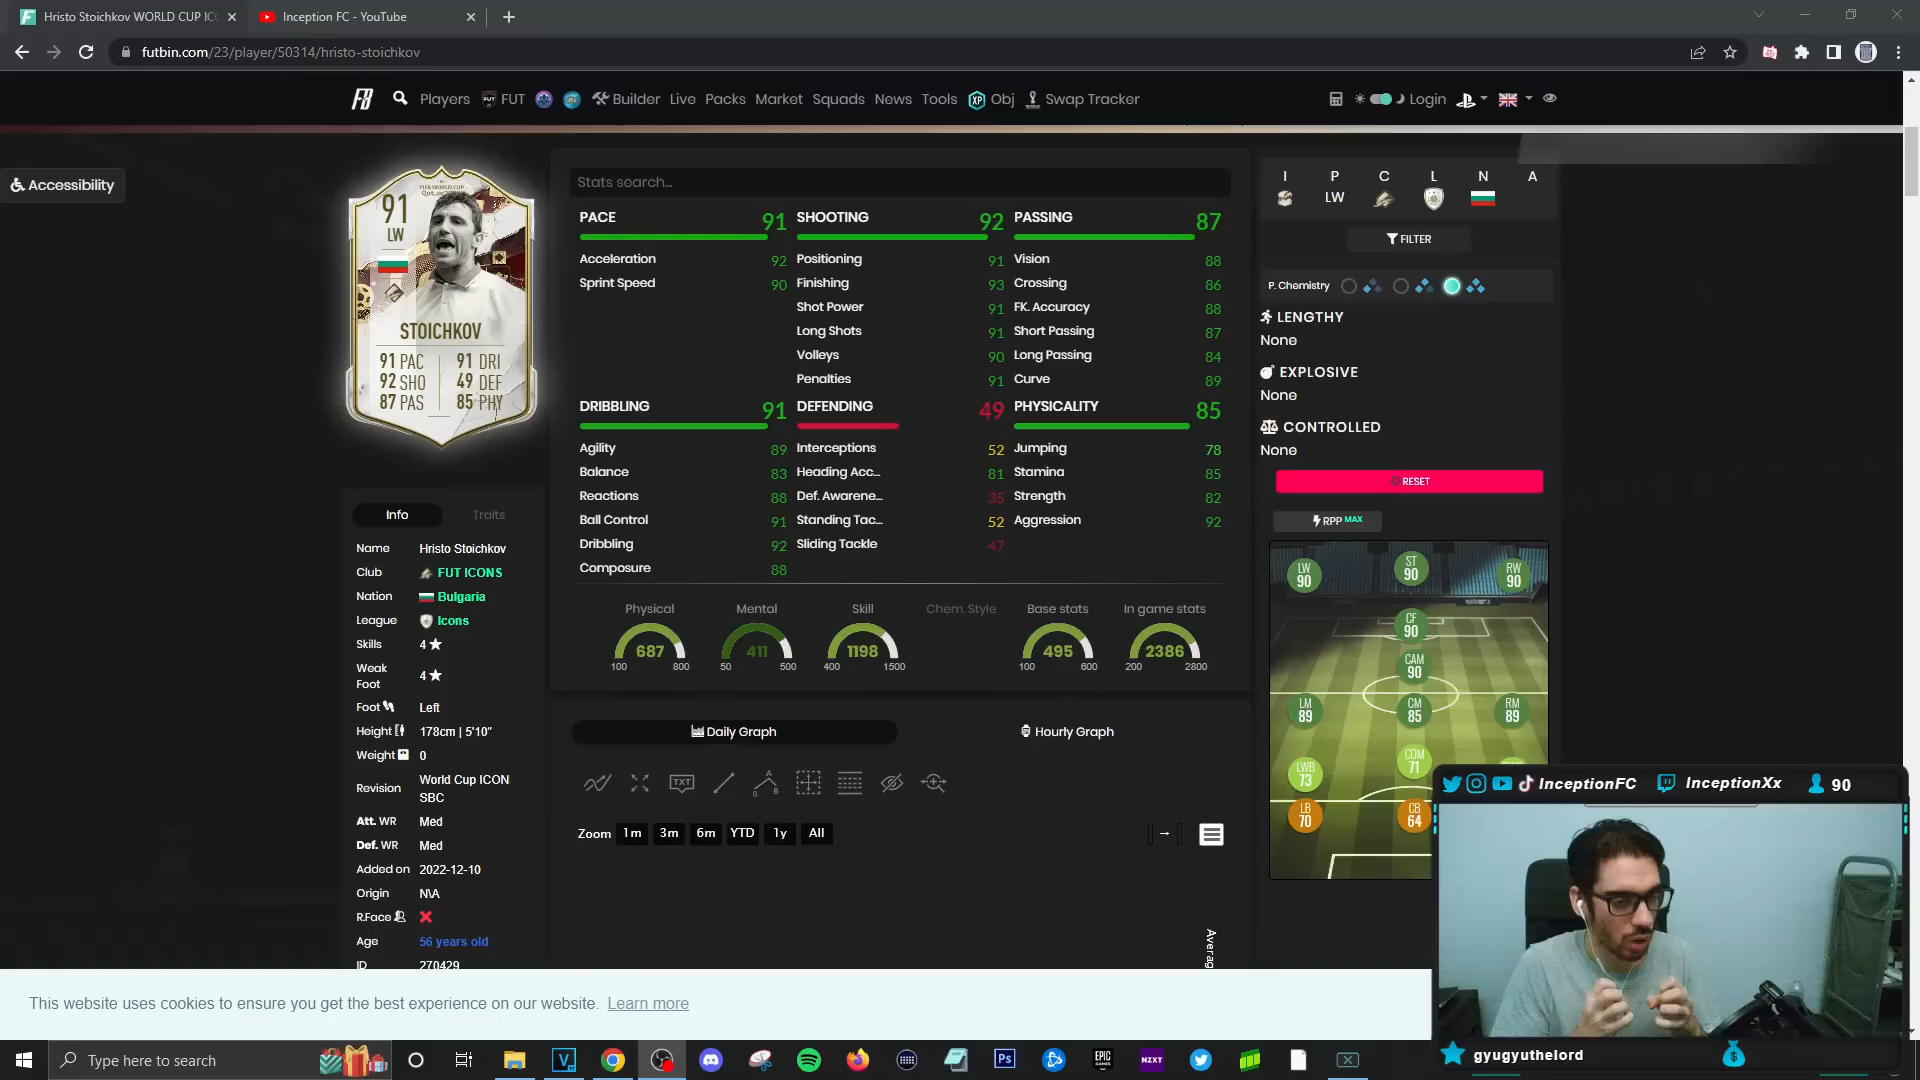 Hristo Stoichkov WORLD CUP IC
Inception FC - YouTube
futbin.com/23/player/50314/hristo-stoichkov
Players FUT Builder Live Packs Market Squads News Tools XP Obj Swap Tracker Login
Accessibility
FIFA WORLD CUP
91
LW
STOICHKOV
91 PAC 91 DRI
92 SHO 49 DEF
87 PAS 85 PHY
Stats search...
PACE 91 SHOOTING 92 PASSING 87
Acceleration 92 Positioning 91 Vision 88
Sprint Speed 90 Finishing 93 Crossing 86
Shot Power 91 FK. Accuracy 88
Long Shots 91 Short Passing 87
Volleys 90 Long Passing 84
Penalties 91 Curve 89
DRIBBLING 91 DEFENDING 49 PHYSICALITY 85
Agility 89 Interceptions 52 Jumping 78
Balance 83 Heading Acc... 81 Stamina 85
Reactions 88 Def. Awarene... 35 Strength 82
Ball Control 91 Standing Tac... 52 Aggression 92
Dribbling 92 Sliding Tackle 47
Composure 88
Physical Mental Skill Chem. Style Base stats In game stats
687 411 1198 495 2386
100 800 50 500 400 1500 100 600 200 2800
I P C L N A
LW
FILTER
P. Chemistry
LENGTHY
None
EXPLOSIVE
None
CONTROLLED
None
RESET
RPP MAX
LW 90
ST 90
RW 90
CF 90
CAM 90
LM 89
CM 85
RM 89
LWB 73
CDM 71
LB 70
CB 64
Info Traits
Name Hristo Stoichkov
Club FUT ICONS
Nation Bulgaria
League Icons
Skills 4
Weak
Foot 4
Foot Left
Height 178cm | 5'10"
Weight 0
Revision World Cup ICON
SBC
Att. WR Med
Def. WR Med
Added on 2022-12-10
Origin N\A
R.Face
Age 56 years old
ID 270429
Daily Graph Hourly Graph
TXT
Zoom 1m 3m 6m YTD 1y All
→
Averag
InceptionFC InceptionXx 90
This website uses cookies to ensure you get the best experience on our website. Learn more
gyugyuthelord
Type here to search
V
Ps
EPIC
GAMES
NZXT